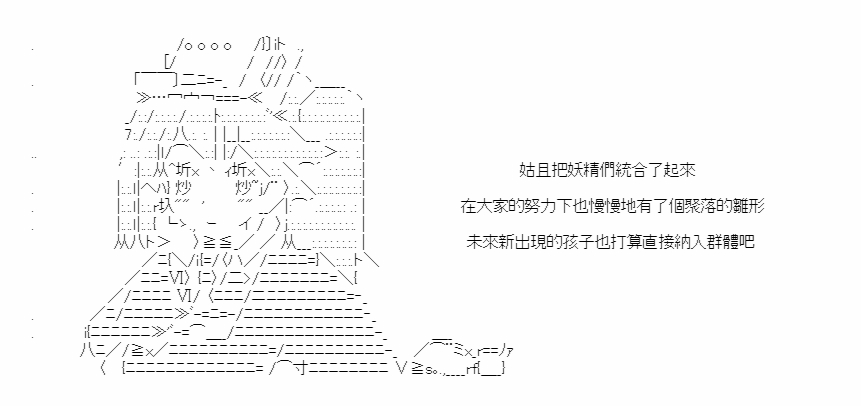 姑且把妖精們統合了起來
在大家的努力下也慢慢地有了個聚落的雛形
未來新出現的孩子也打算直接納入群體吧